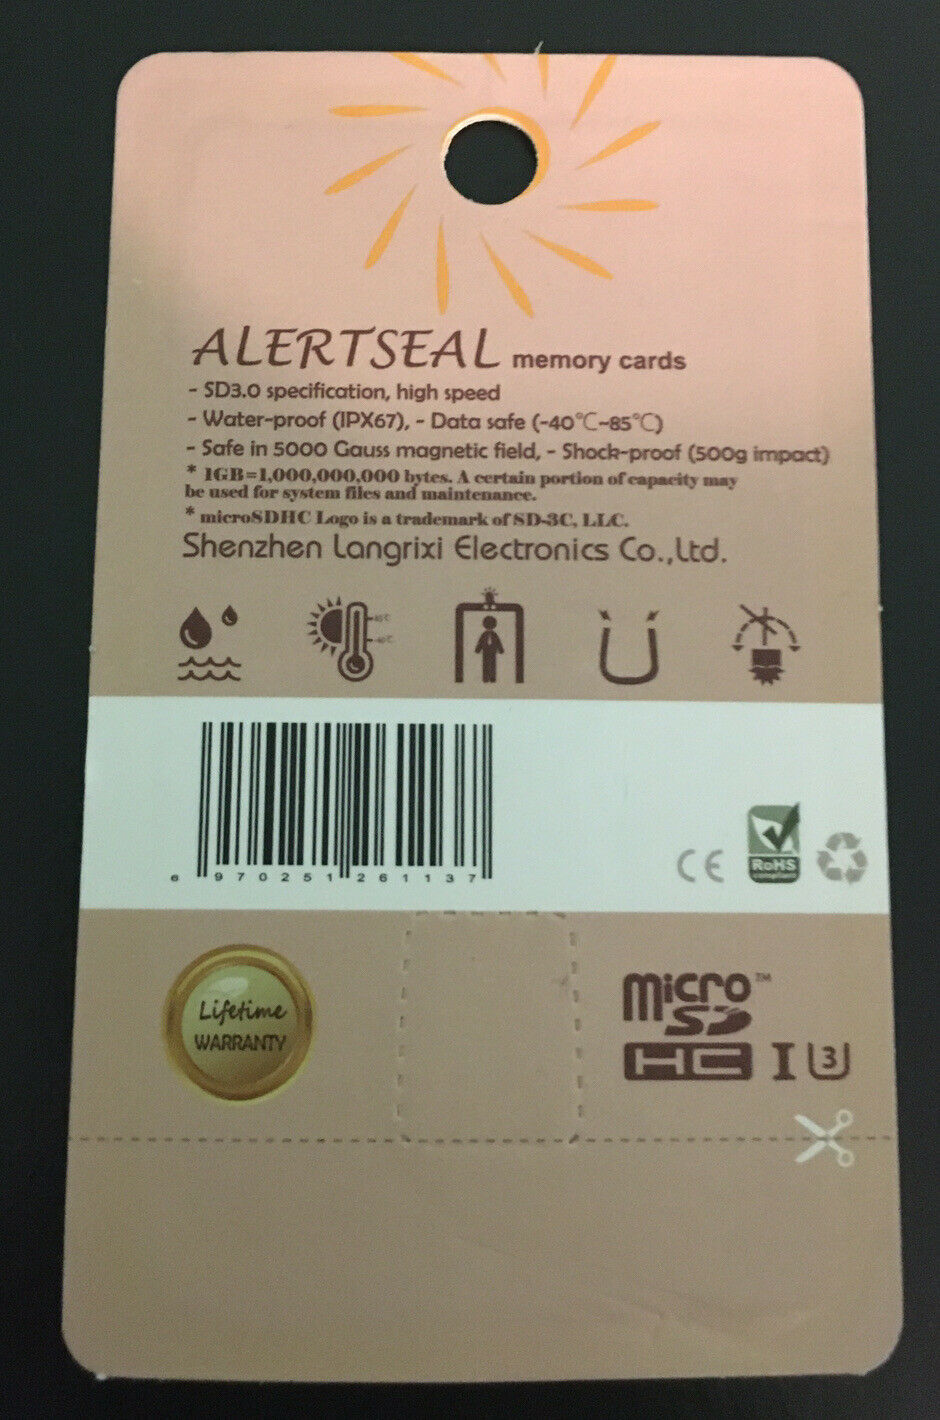 ALERTSEAL memory cards
- SD3.0 specification, high speed
- Water-proof (IPX67), - Data safe (-40℃~85℃)
- Safe in 5000 Gauss magnetic field, - Shock-proof (500g impact)
* 1GB=1,000,000,000 bytes. A certain portion of capacity may
be used for system files and maintenance.
* microSDHC Logo is a trademark of SD-3C, LLC.
Shenzhen Langrixi Electronics Co.,Ltd.
6 970251 261137
CE
RoHS
compliant
Lifetime
WARRANTY
micro™
SD
HC I 3